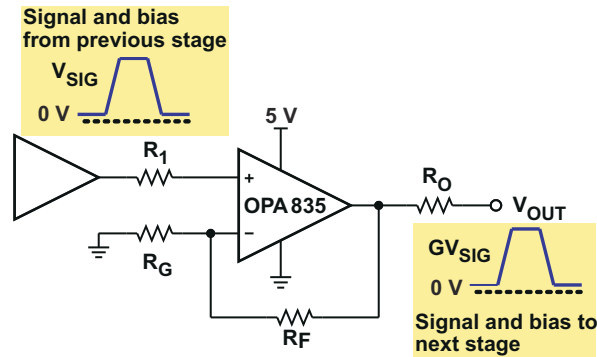 Signal and bias
from previous stage
VSIG
0 V
5 V
R1
+
OPA835
−
RO
VOUT
RG
RF
GVSIG
0 V
Signal and bias to
next stage